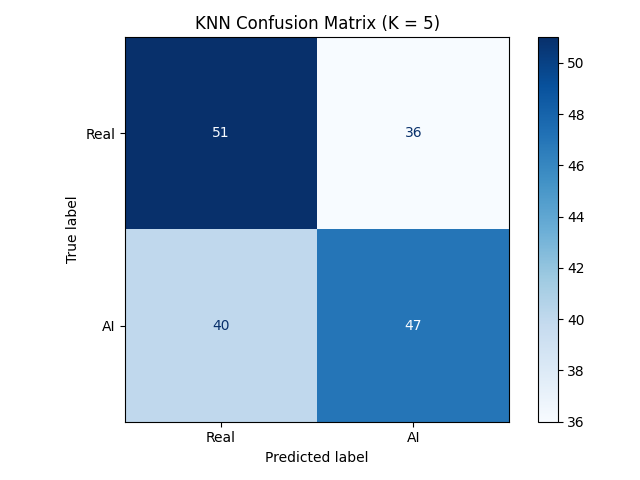 KNN Confusion Matrix (K = 5)
True label
Real
51
36
AI
40
47
Real
AI
Predicted label
50
48
46
44
42
40
38
36